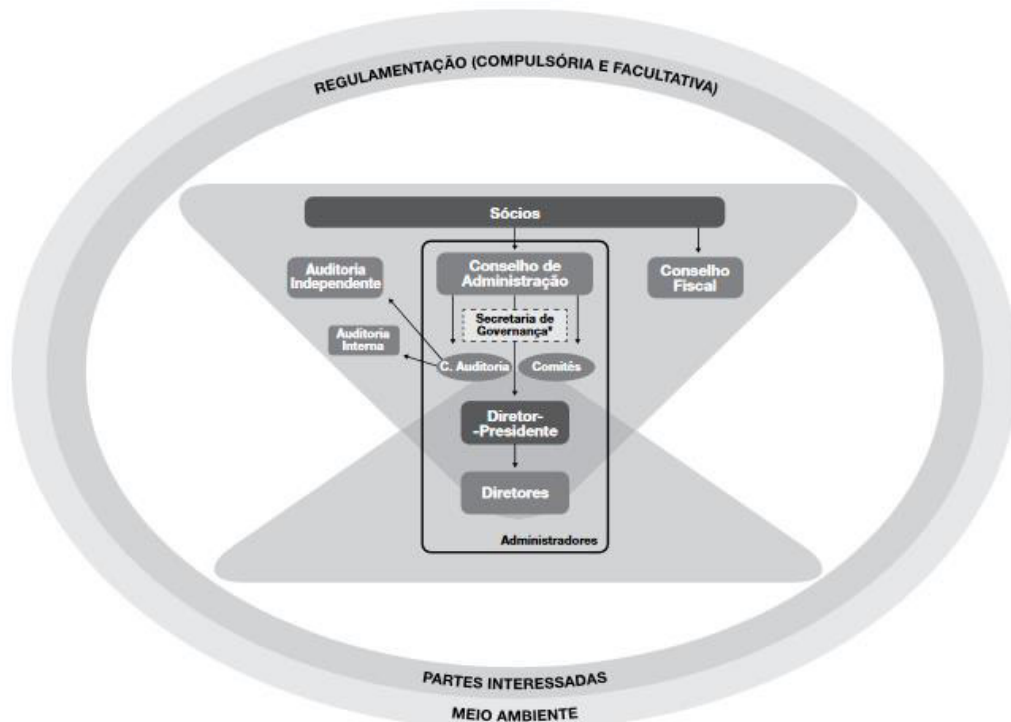 REGULAMENTAÇÃO (COMPULSÓRIA E FACULTATIVA)
Sócios
Auditoria
Independente
Conselho de
Administração
Conselho
Fiscal
Secretaria de
Governança*
Auditoria
Interna
C. Auditoria
Comitês
Diretor-
-Presidente
Diretores
Administradores
PARTES INTERESSADAS
MEIO AMBIENTE